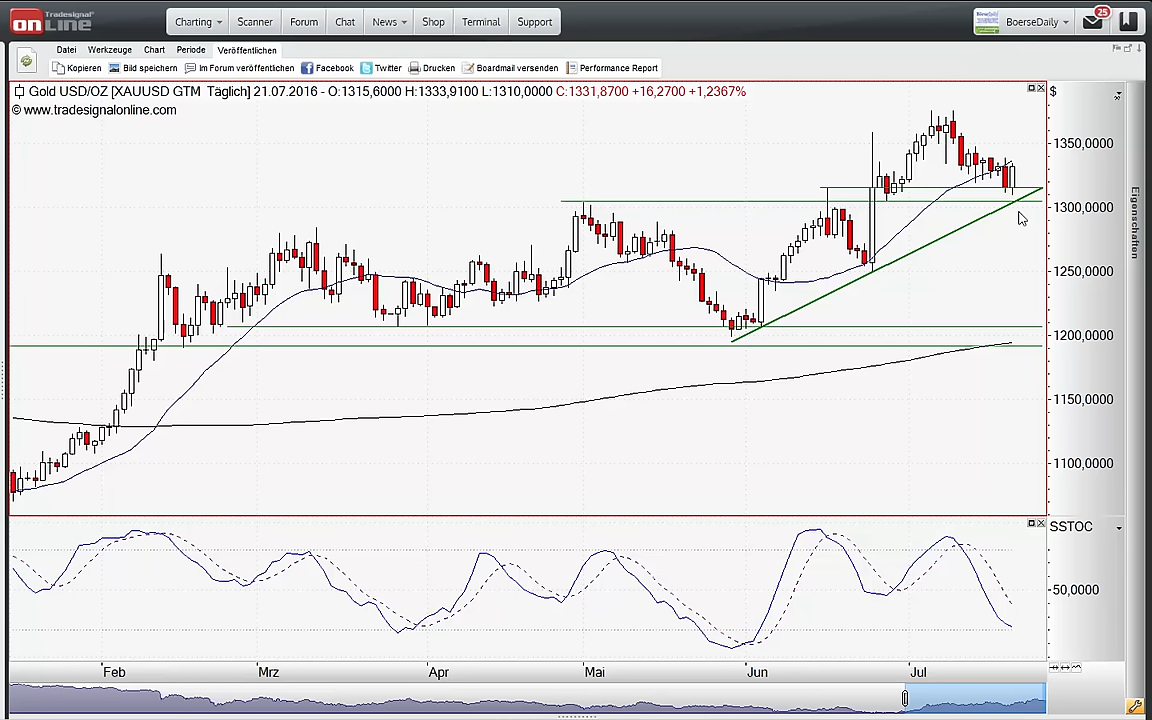 Tradesignal
onLine
Charting Scanner Forum Chat News Shop Terminal Support
BoerseDaily
25
Datei Werkzeuge Chart Periode Veröffentlichen
Kopieren Bild speichern Im Forum veröffentlichen Facebook Twitter Drucken Boardmail versenden Performance Report
Gold USD/OZ [XAUUSD GTM Täglich] 21.07.2016 - O:1315,6000 H:1333,9100 L:1310,0000 C:1331,8700 +16,2700 +1,2367%
$
© www.tradesignalonline.com
1350,0000
1300,0000
1250,0000
1200,0000
1150,0000
1100,0000
Eigenschaften
SSTOC
50,0000
Feb Mrz Apr Mai Jun Jul